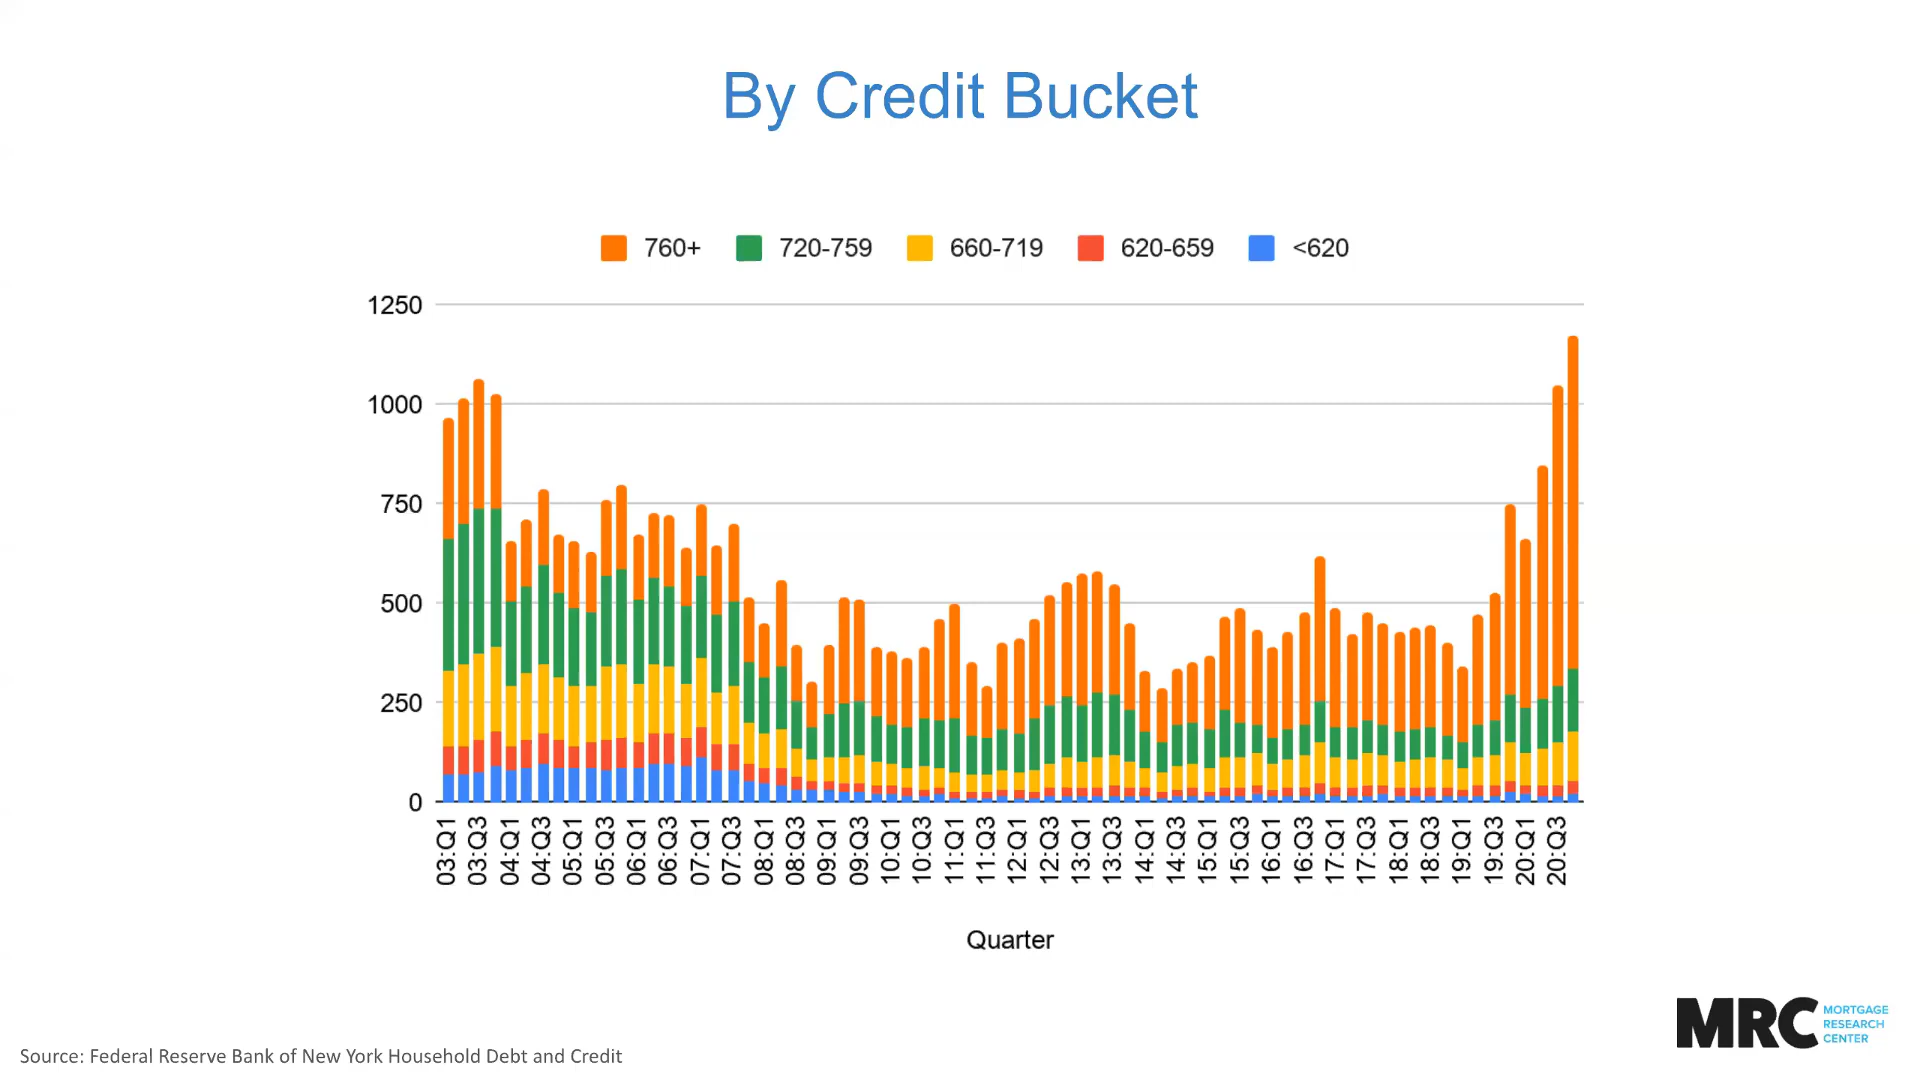 By Credit Bucket
760+ 720-759 660-719 620-659 <620
1250
1000
750
500
250
0
03:Q1 03:Q3 04:Q1 04:Q3 05:Q1 05:Q3 06:Q1 06:Q3 07:Q1 07:Q3 08:Q1 08:Q3 09:Q1 09:Q3 10:Q1 10:Q3 11:Q1 11:Q3 12:Q1 12:Q3 13:Q1 13:Q3 14:Q1 14:Q3 15:Q1 15:Q3 16:Q1 16:Q3 17:Q1 17:Q3 18:Q1 18:Q3 19:Q1 19:Q3 20:Q1 20:Q3
Quarter
MRC
MORTGAGE
RESEARCH
CENTER
Source: Federal Reserve Bank of New York Household Debt and Credit